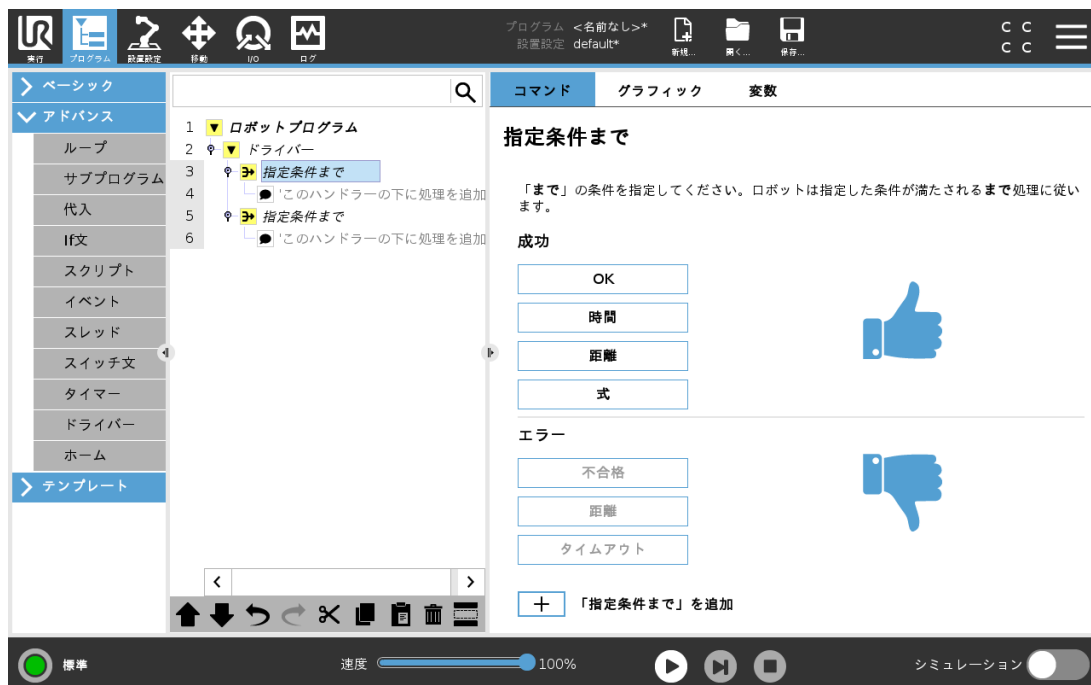 UR
実行
プログラム
設置設定
移動
I/O
ログ
プログラム <名前なし>*
設置設定 default*
新規...
開く...
保存...
C C
C C
ベーシック
アドバンス
ループ
サブプログラム
代入
If文
スクリプト
イベント
スレッド
スイッチ文
タイマー
ドライバー
ホーム
テンプレート
1 ロボットプログラム
2 ドライバー
3 指定条件まで
4 'このハンドラーの下に処理を追加
5 指定条件まで
6 'このハンドラーの下に処理を追加
コマンド グラフィック 変数
指定条件まで
「まで」の条件を指定してください。ロボットは指定した条件が満たされるまで処理に従い
ます。
成功
OK
時間
距離
式
エラー
不合格
距離
タイムアウト
＋ 「指定条件まで」を追加
標準
速度
100%
シミュレーション